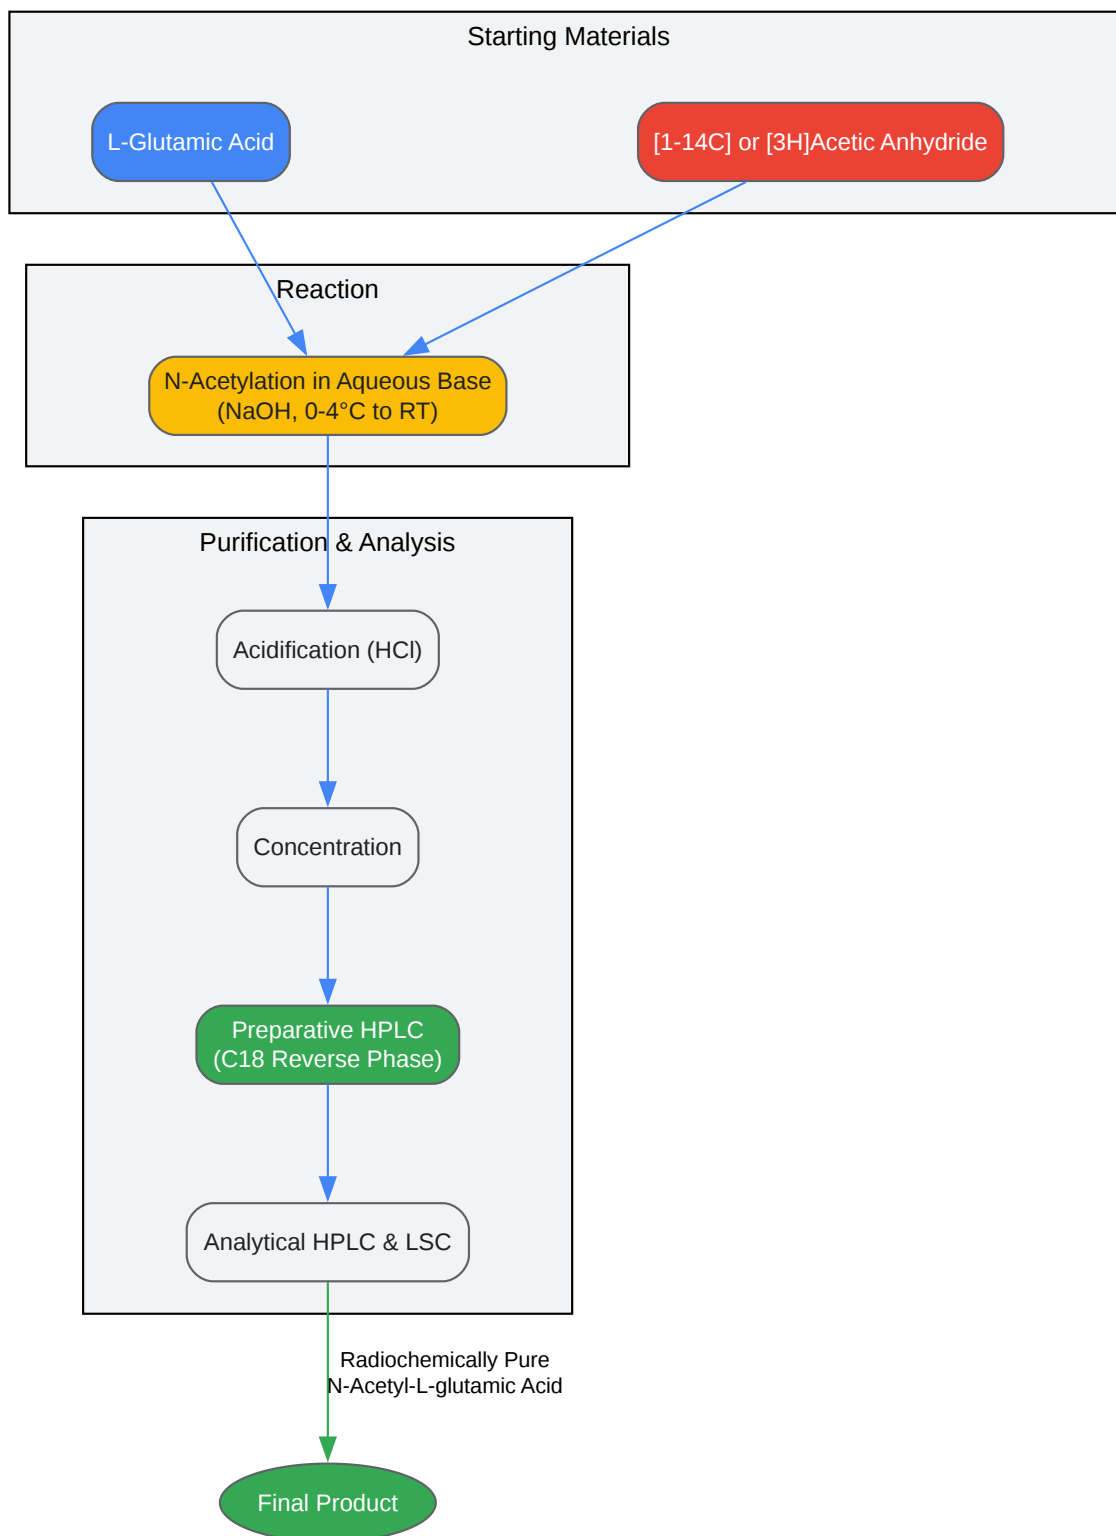 Starting Materials
L-Glutamic Acid
[1-14C] or [3H]Acetic Anhydride
Reaction
N-Acetylation in Aqueous Base
(NaOH, 0-4°C to RT)
Purification & Analysis
Acidification (HCl)
Concentration
Preparative HPLC
(C18 Reverse Phase)
Analytical HPLC & LSC
Radiochemically Pure
N-Acetyl-L-glutamic Acid
Final Product